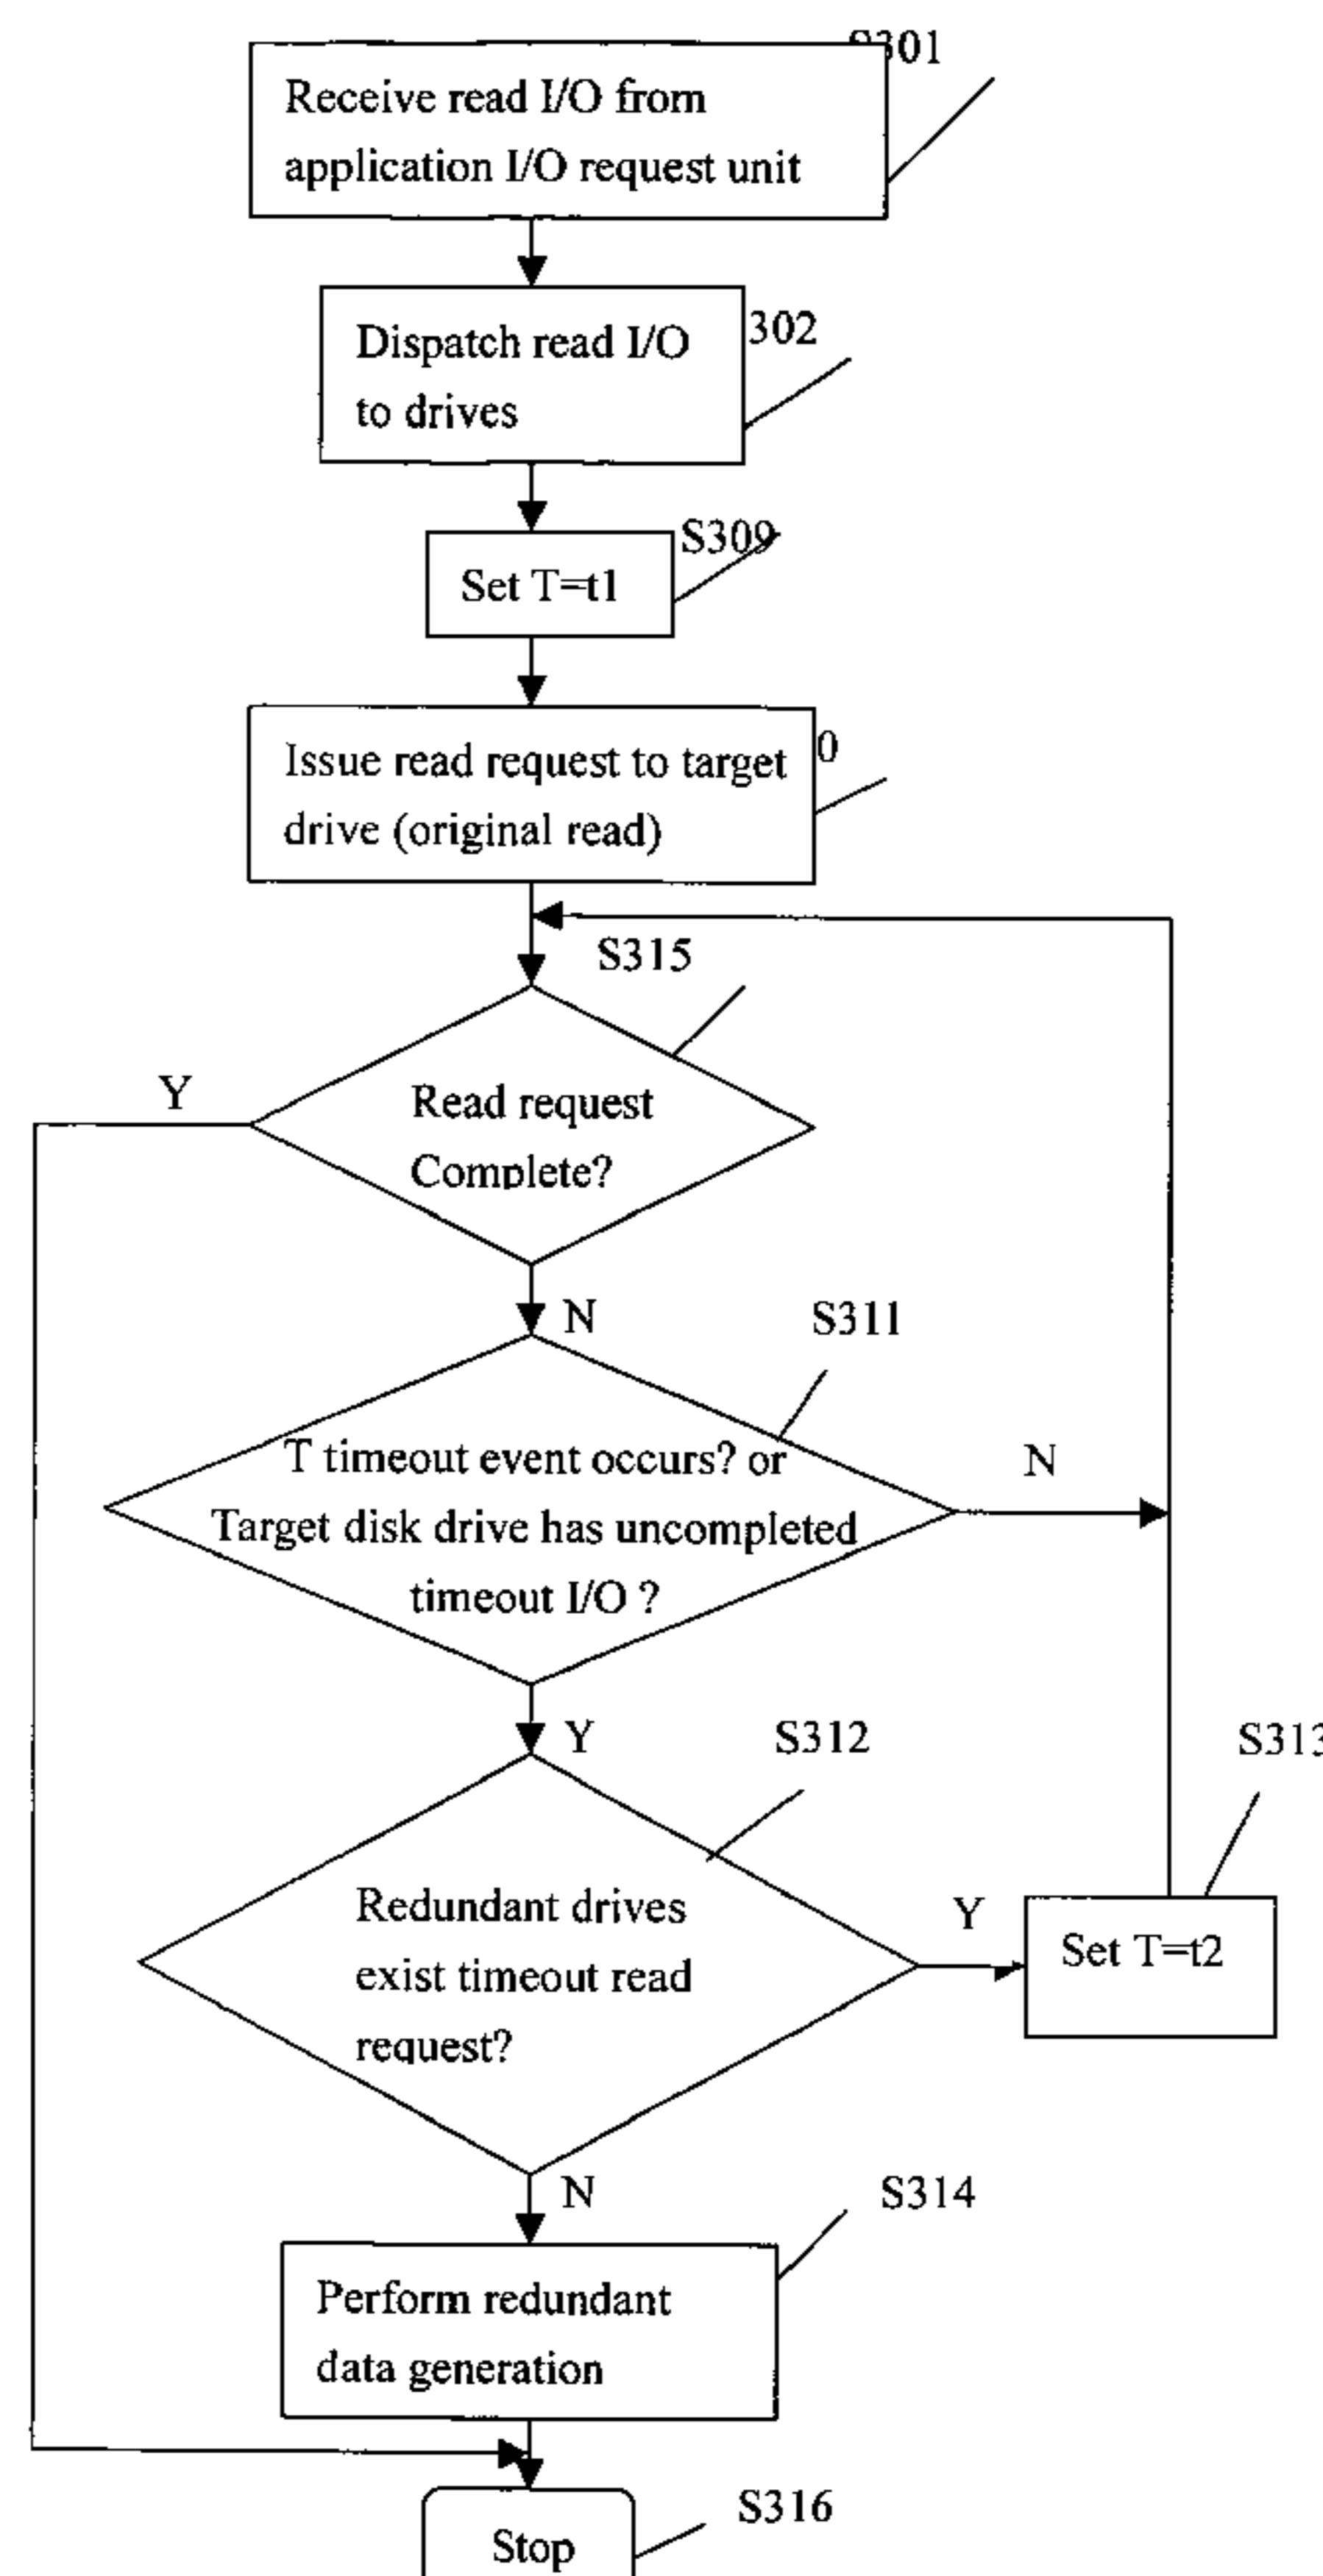 S301
Receive read I/O from
application I/O request unit
302
Dispatch read I/O
to drives
S309
Set T=t1
0
Issue read request to target
drive (original read)
S315
Y
Read request
Complete?
N
S311
T timeout event occurs? or
N
Target disk drive has uncompleted
timeout I/O ?
Y
S312
S313
Redundant drives
Y
exist timeout read
Set T=t2
request?
N
S314
Perform redundant
data generation
S316
Stop